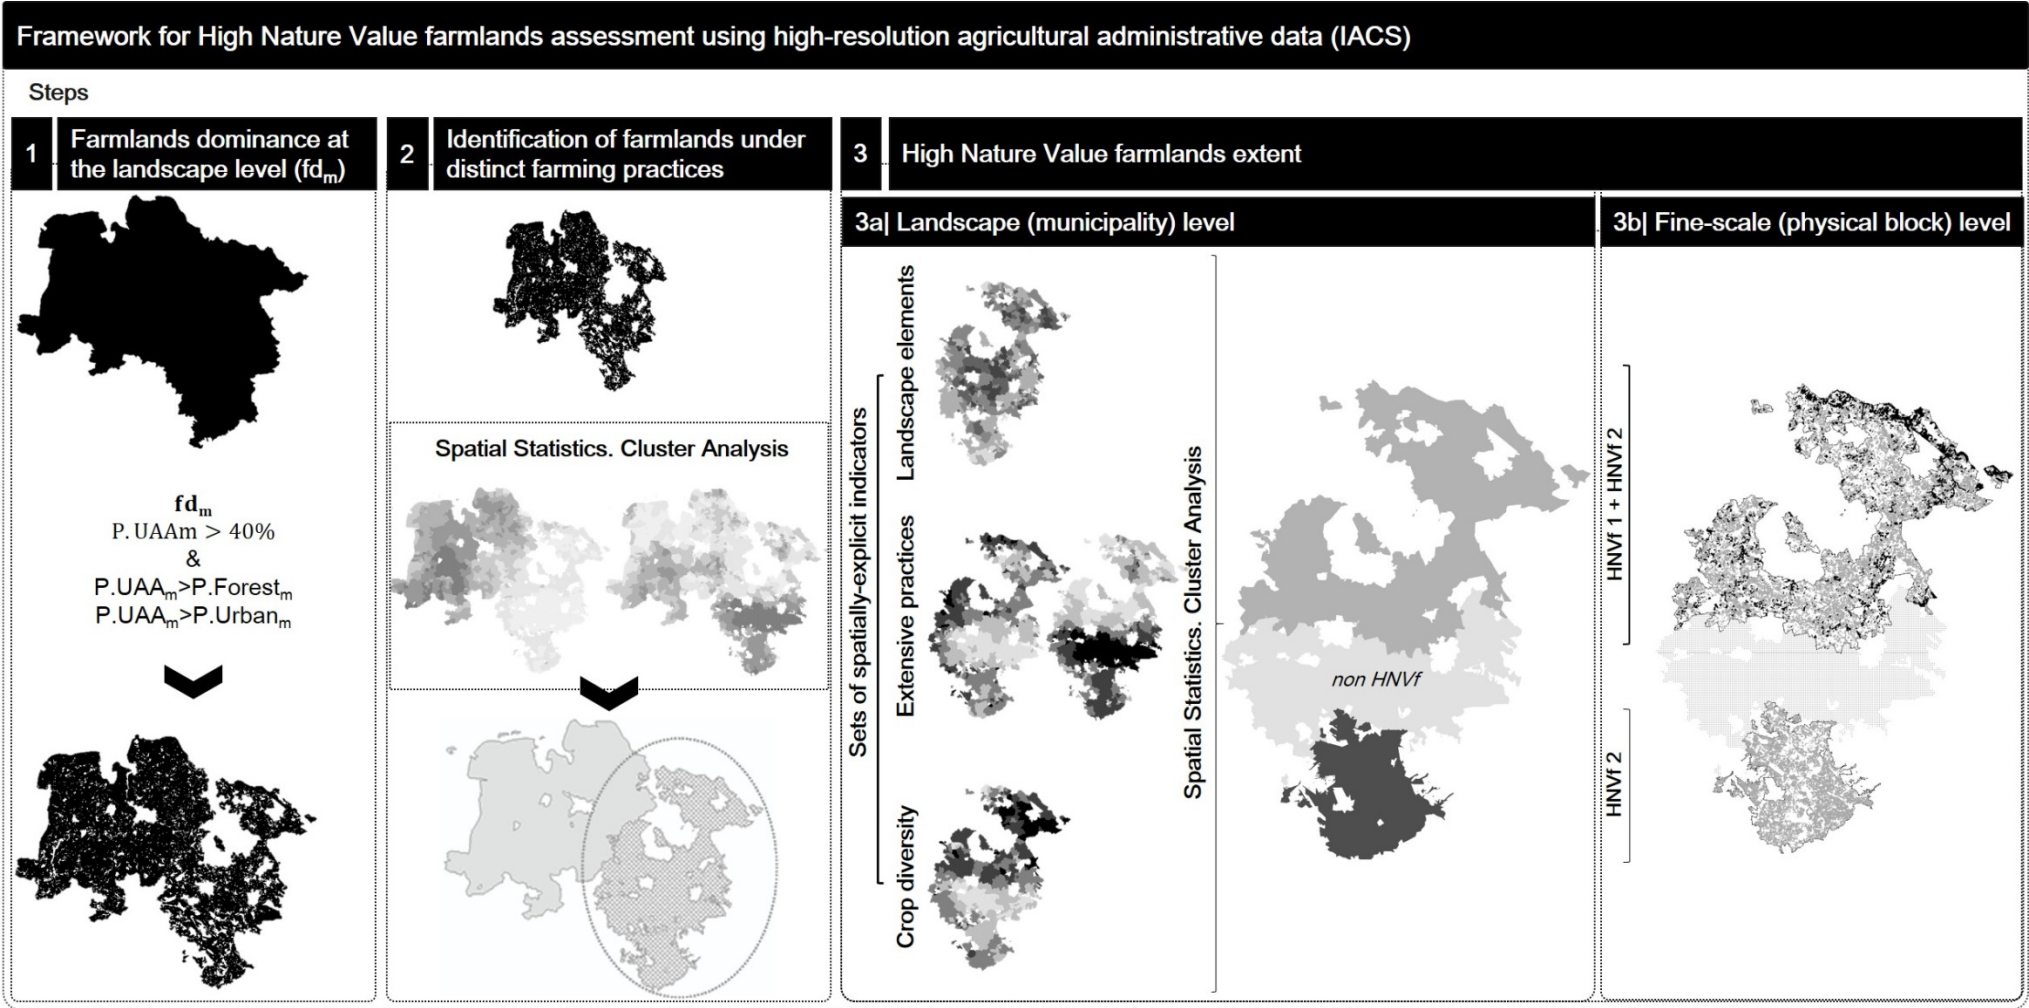 Framework for High Nature Value farmlands assessment using high-resolution agricultural administrative data (IACS)
Steps
1
Farmlands dominance at
the landscape level (fdm)
fdm
P. UAAm > 40%
&
P.UAAm>P.Forestm
P.UAAm>P.Urbanm
2
Identification of farmlands under
distinct farming practices
Spatial Statistics. Cluster Analysis
3
High Nature Value farmlands extent
3a| Landscape (municipality) level
Sets of spatially-explicit indicators
Landscape elements
Extensive practices
Crop diversity
Spatial Statistics. Cluster Analysis
non HNVf
3b| Fine-scale (physical block) level
HNVf 1 + HNVf 2
HNVf 2